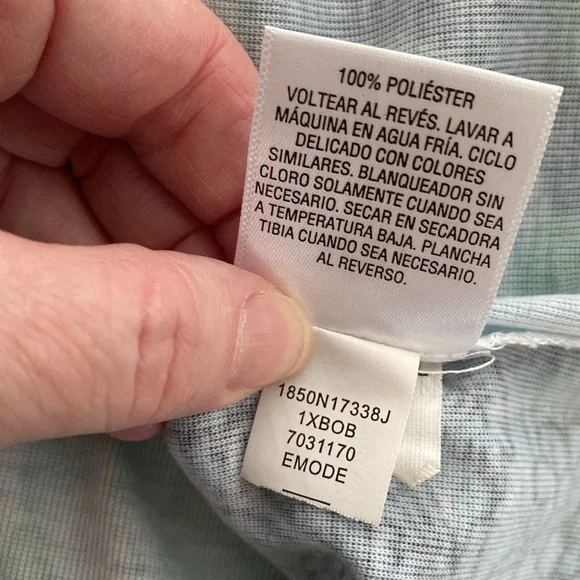 100% POLIÉSTER
VOLTEAR AL REVÉS. LAVAR A
MÁQUINA EN AGUA FRÍA. CICLO
DELICADO CON COLORES
SIMILARES. BLANQUEADOR SIN
CLORO SOLAMENTE CUANDO SEA
NECESARIO. SECAR EN SECADORA
A TEMPERATURA BAJA. PLANCHA
TIBIA CUANDO SEA NECESARIO.
AL REVERSO.
1850N17338J
1XBOB
7031170
EMODE